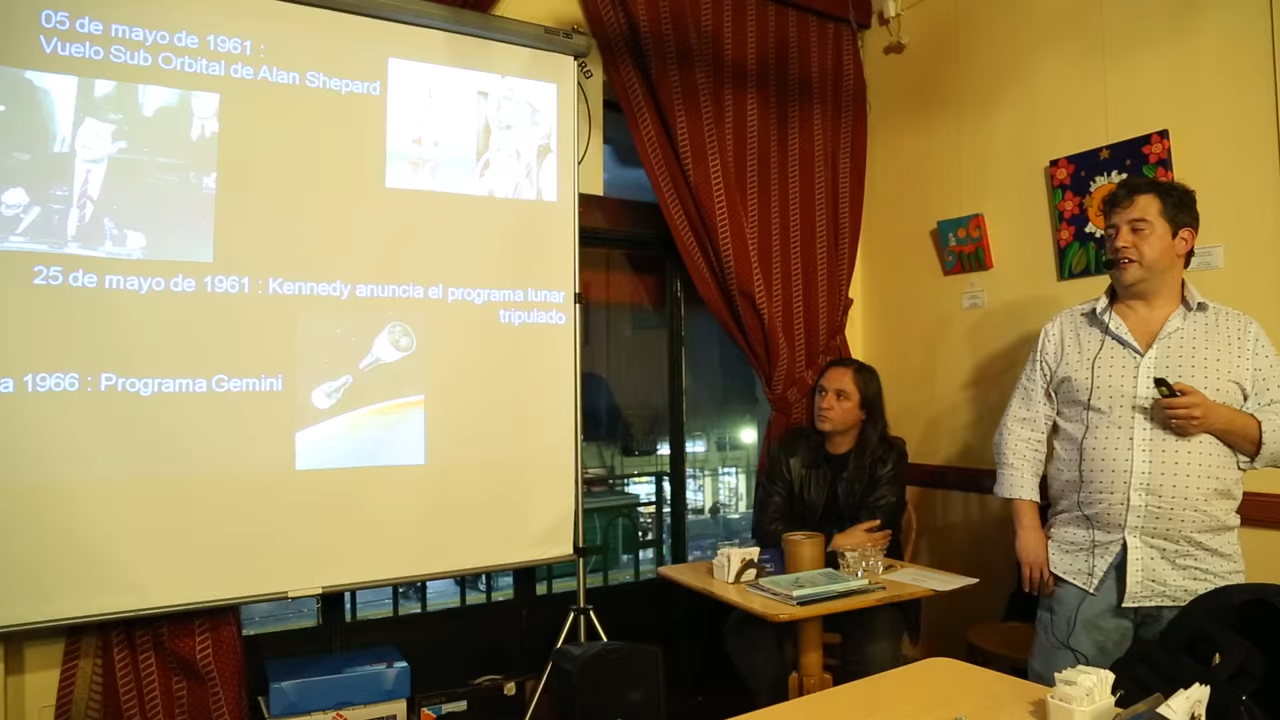 05 de mayo de 1961 :
Vuelo Sub Orbital de Alan Shepard
25 de mayo de 1961 : Kennedy anuncia el programa lunar
tripulado
a 1966 : Programa Gemini